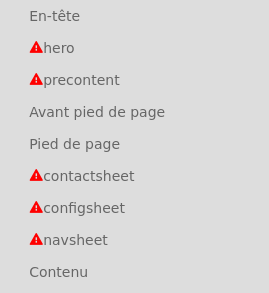 En-tête
hero
precontent
Avant pied de page
Pied de page
contactsheet
configsheet
navsheet
Contenu